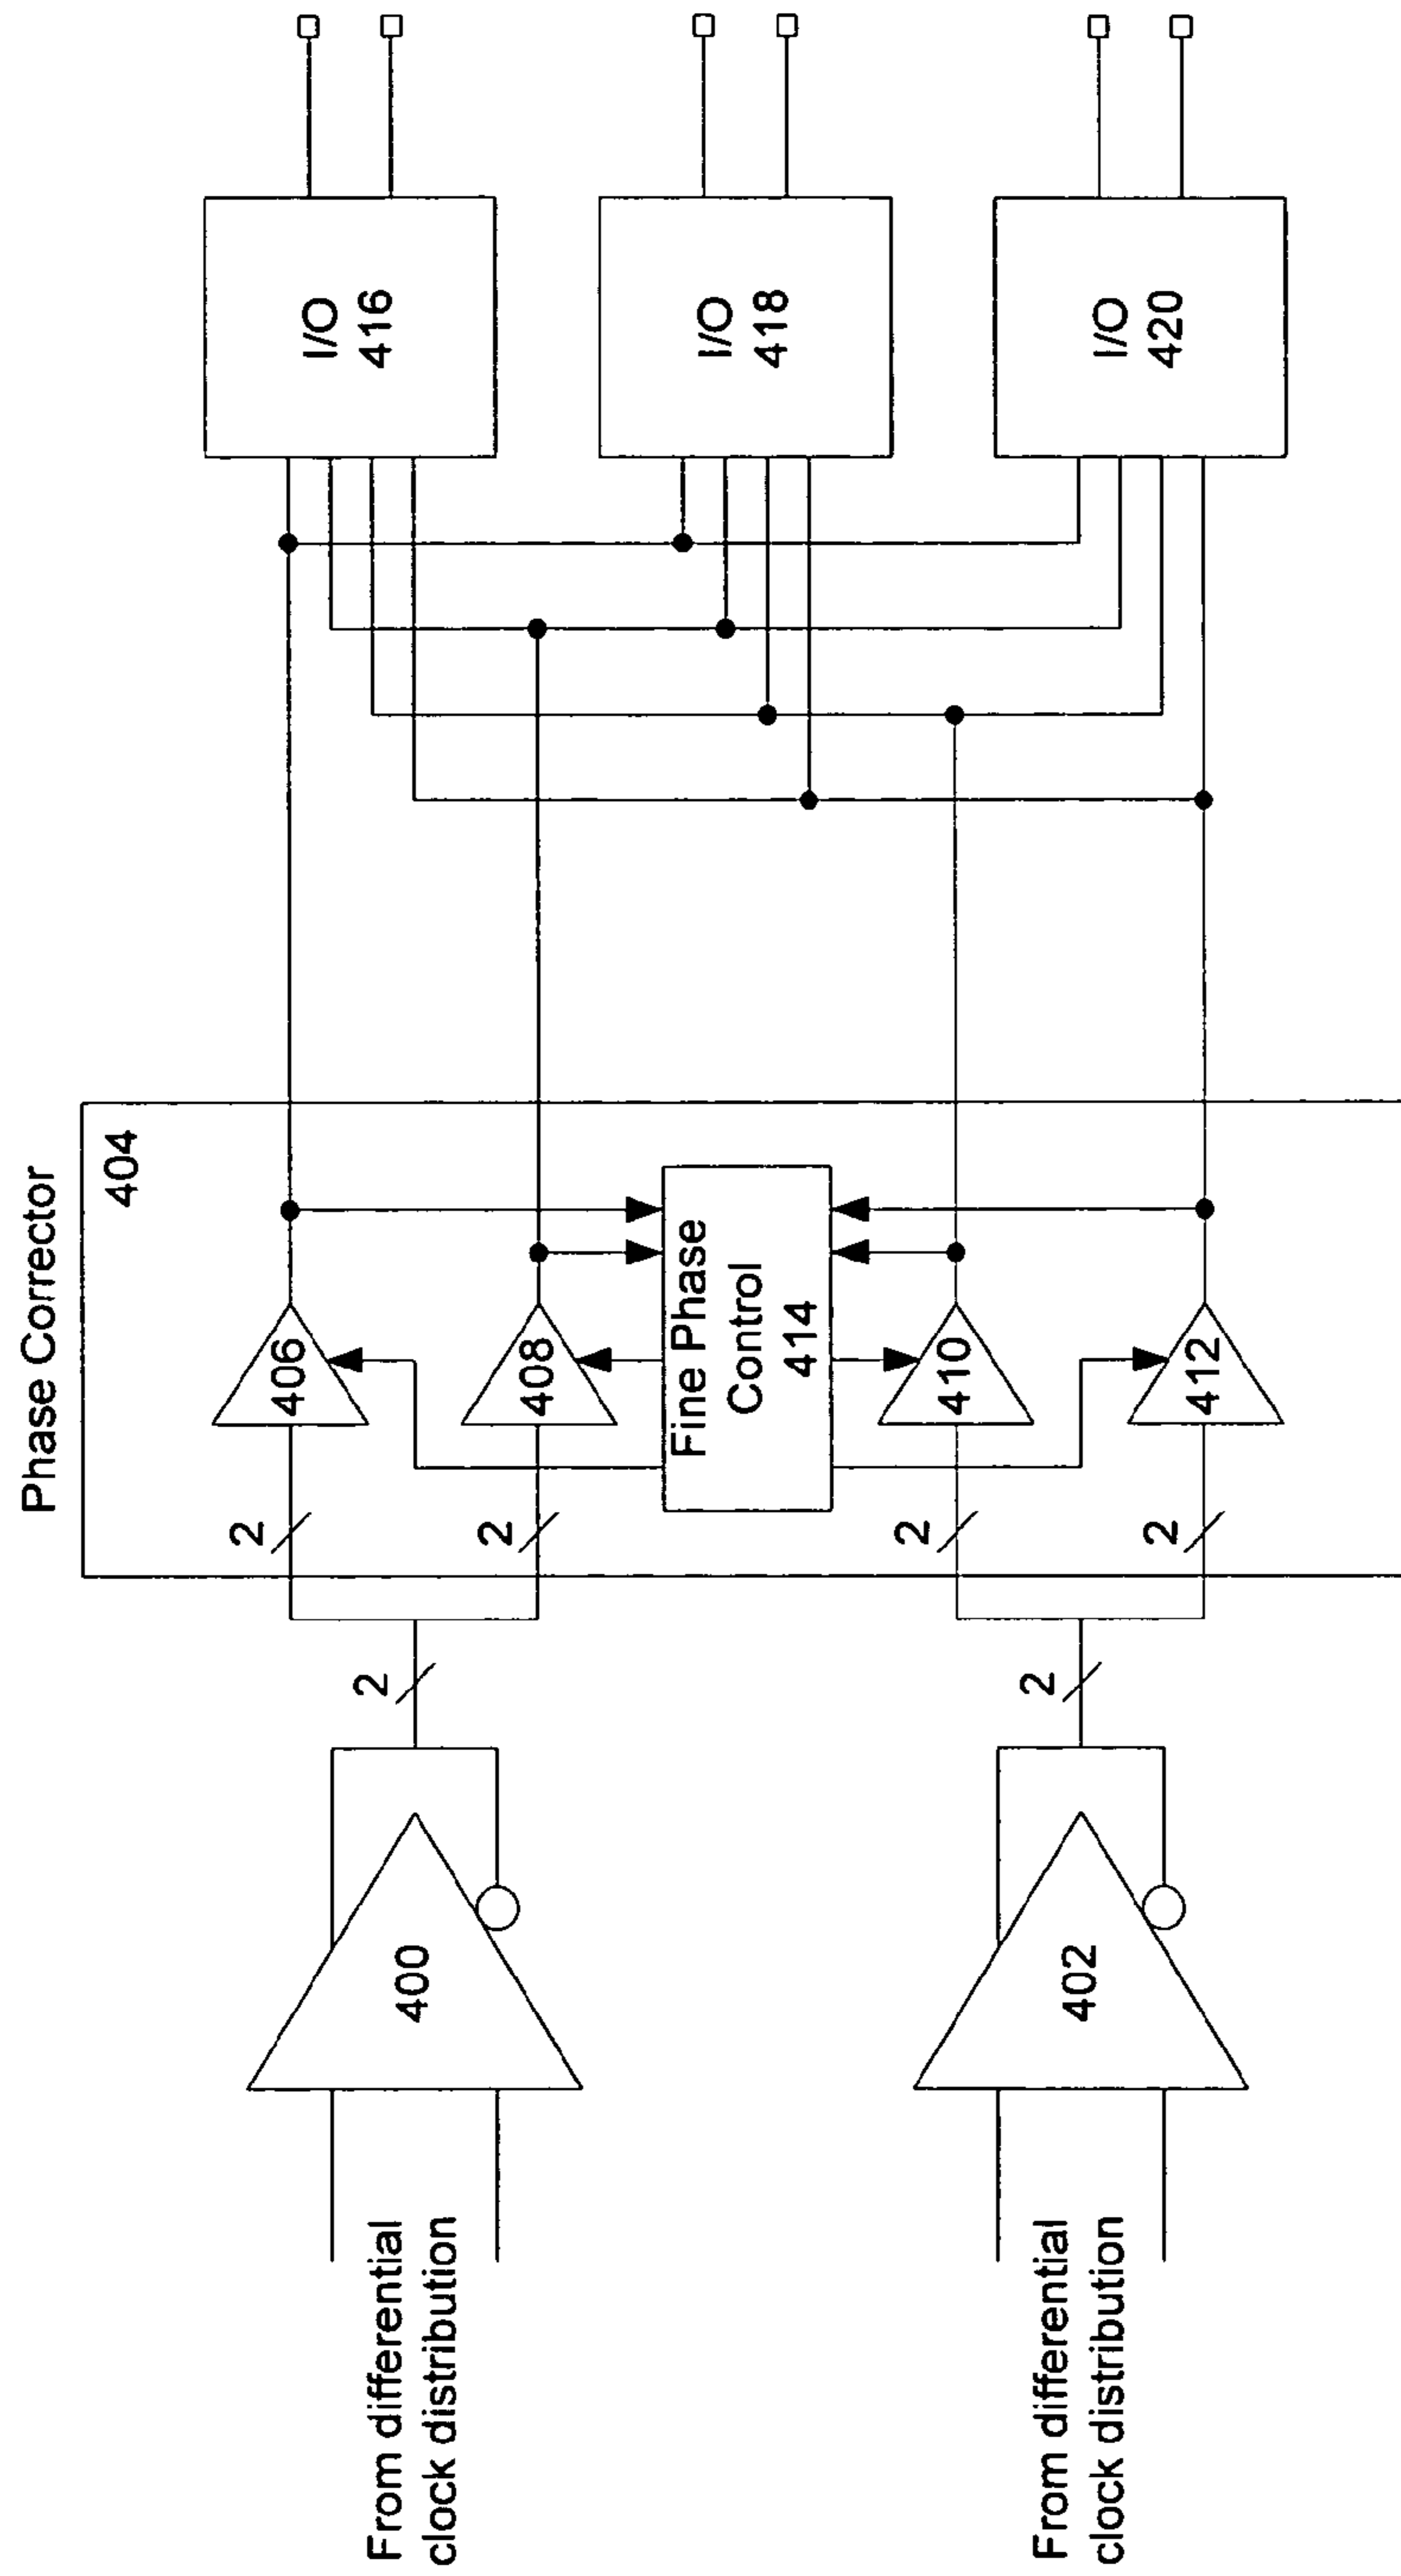 From differential
clock distribution
400
2
From differential
clock distribution
402
2
Phase Corrector
404
2
406
2
408
Fine Phase
Control
414
2
410
2
412
I/O
416
I/O
418
I/O
420